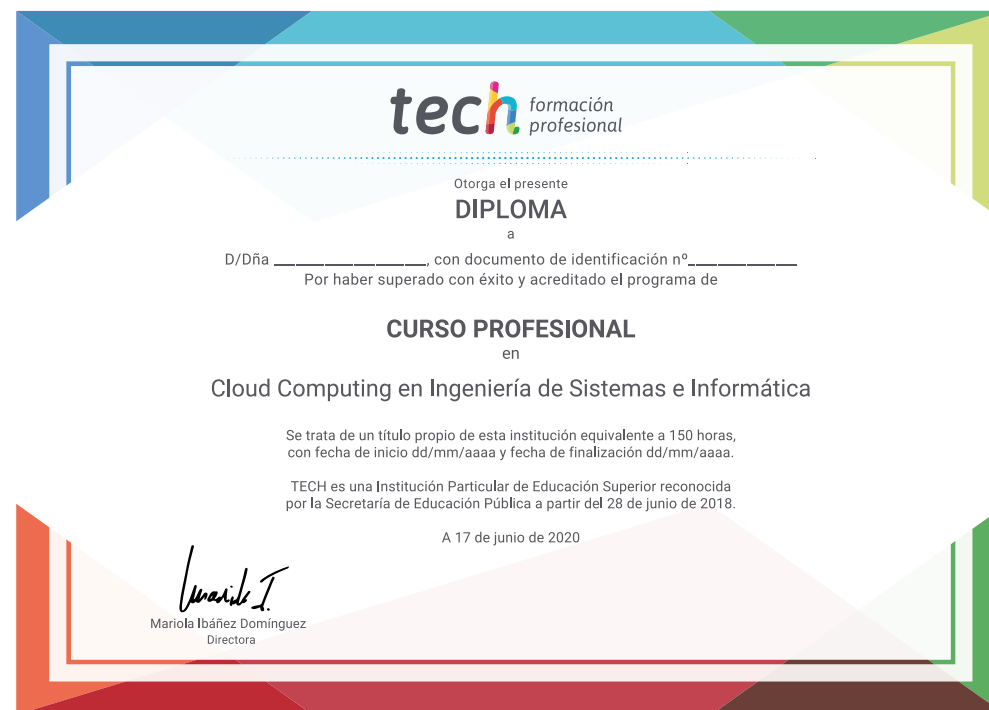 tech formación
profesional
Otorga el presente
DIPLOMA
a
D/Dña _______________, con documento de identificación nº__________
Por haber superado con éxito y acreditado el programa de
CURSO PROFESIONAL
en
Cloud Computing en Ingeniería de Sistemas e Informática
Se trata de un título propio de esta institución equivalente a 150 horas,
con fecha de inicio dd/mm/aaaa y fecha de finalización dd/mm/aaaa.
TECH es una Institución Particular de Educación Superior reconocida
por la Secretaría de Educación Pública a partir del 28 de junio de 2018.
A 17 de junio de 2020
Mariola Ibáñez Domínguez
Directora